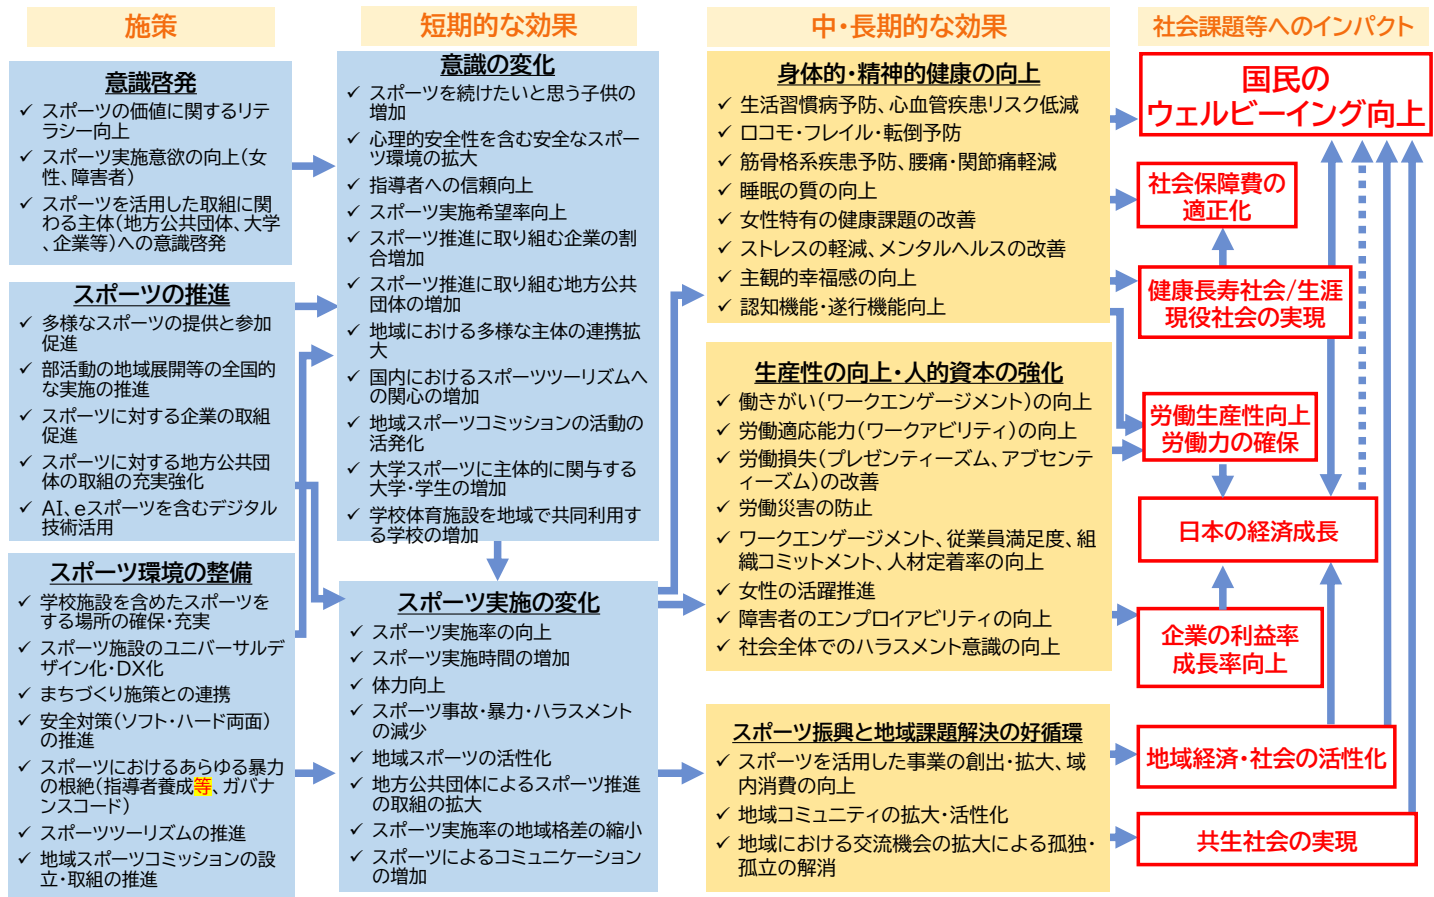 施策
意識啓発
✓ スポーツの価値に関するリテ
ラシー向上
✓ スポーツ実施意欲の向上(女
性、障害者)
✓ スポーツを活用した取組に関
わる主体(地方公共団体、大学
、企業等)への意識啓発
スポーツの推進
✓ 多様なスポーツの提供と参加
促進
✓ 部活動の地域展開等の全国的
な実施の推進
✓ スポーツに対する企業の取組
促進
✓ スポーツに対する地方公共団
体の取組の充実強化
✓ AI、eスポーツを含むデジタル
技術活用
スポーツ環境の整備
✓ 学校施設を含めたスポーツを
する場所の確保・充実
✓ スポーツ施設のユニバーサルデ
ザイン化・DX化
✓ まちづくり施策との連携
✓ 安全対策(ソフト・ハード両面)
の推進
✓ スポーツにおけるあらゆる暴力
の根絶(指導者養成等、ガバナ
ンスコード)
✓ スポーツツーリズムの推進
✓ 地域スポーツコミッションの設
立・取組の推進
短期的な効果
意識の変化
✓ スポーツを続けたいと思う子供の
増加
✓ 心理的安全性を含む安全なスポー
ツ環境の拡大
✓ 指導者への信頼向上
✓ スポーツ実施希望率向上
✓ スポーツ推進に取り組む企業の割
合増加
✓ スポーツ推進に取り組む地方公共
団体の増加
✓ 地域における多様な主体の連携拡
大
✓ 国内におけるスポーツツーリズムへ
の関心の増加
✓ 地域スポーツコミッションの活動の
活発化
✓ 大学スポーツに主体的に関与する
大学・学生の増加
✓ 学校体育施設を地域で共同利用す
る学校の増加
スポーツ実施の変化
✓ スポーツ実施率の向上
✓ スポーツ実施時間の増加
✓ 体力向上
✓ スポーツ事故・暴力・ハラスメント
の減少
✓ 地域スポーツの活性化
✓ 地方公共団体によるスポーツ推進
の取組の拡大
✓ スポーツ実施率の地域格差の縮小
✓ スポーツによるコミュニケーション
の増加
中・長期的な効果
身体的・精神的健康の向上
✓ 生活習慣病予防、心血管疾患リスク低減
✓ ロコモ・フレイル・転倒予防
✓ 筋骨格系疾患予防、腰痛・関節痛軽減
✓ 睡眠の質の向上
✓ 女性特有の健康課題の改善
✓ ストレスの軽減、メンタルヘルスの改善
✓ 主観的幸福感の向上
✓ 認知機能・遂行機能向上
生産性の向上・人的資本の強化
✓ 働きがい(ワークエンゲージメント)の向上
✓ 労働適応能力(ワークアビリティ)の向上
✓ 労働損失(プレゼンティーズム、アブセンテ
ィーズム)の改善
✓ 労働災害の防止
✓ ワークエンゲージメント、従業員満足度、組
織コミットメント、人材定着率の向上
✓ 女性の活躍推進
✓ 障害者のエンプロイアビリティの向上
✓ 社会全体でのハラスメント意識の向上
スポーツ振興と地域課題解決の好循環
✓ スポーツを活用した事業の創出・拡大、域
内消費の向上
✓ 地域コミュニティの拡大・活性化
✓ 地域における交流機会の拡大による孤独・
孤立の解消
社会課題等へのインパクト
国民の
ウェルビーイング向上
社会保障費の
適正化
健康長寿社会/生涯
現役社会の実現
労働生産性向上
労働力の確保
日本の経済成長
企業の利益率
成長率向上
地域経済・社会の活性化
共生社会の実現